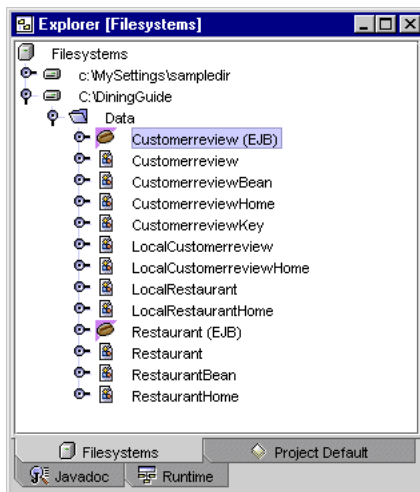 Explorer [Filesystems]
Filesystems
c:\MySettings\sampledir
C:\DiningGuide
Data
Customerreview (EJB)
Customerreview
CustomerreviewBean
CustomerreviewHome
CustomerreviewKey
LocalCustomerreview
LocalCustomerreviewHome
LocalRestaurant
LocalRestaurantHome
Restaurant (EJB)
Restaurant
RestaurantBean
RestaurantHome
Filesystems Project Default
Javadoc Runtime